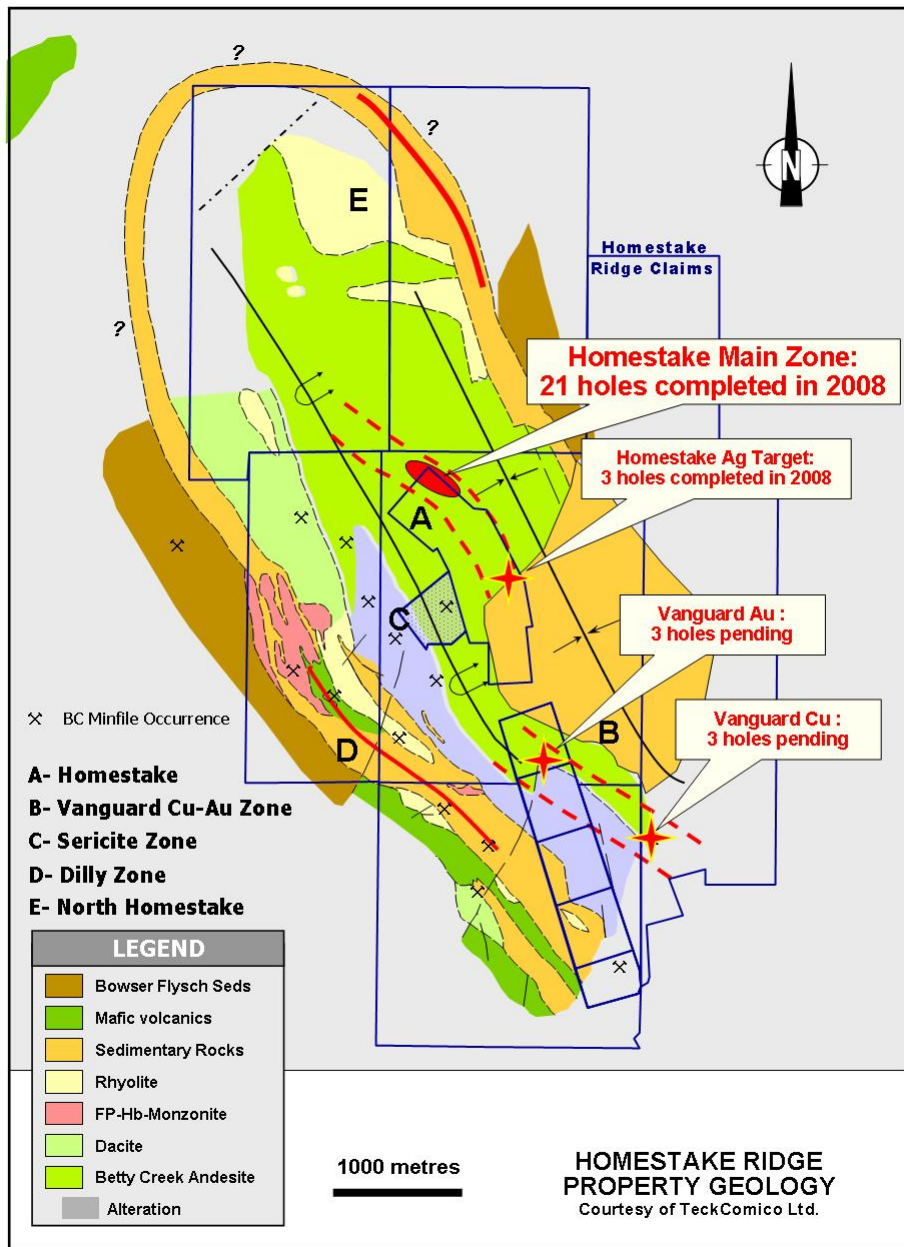 ?
?
?
N
E
Homestake
Ridge Claims
Homestake Main Zone:
21 holes completed in 2008
Homestake Ag Target:
3 holes completed in 2008
A
C
Vanguard Au :
3 holes pending
Vanguard Cu :
3 holes pending
B
D
BC Minfile Occurrence
A- Homestake
B- Vanguard Cu-Au Zone
C- Sericite Zone
D- Dilly Zone
E- North Homestake
LEGEND
Bowser Flysch Seds
Mafic volcanics
Sedimentary Rocks
Rhyolite
FP-Hb-Monzonite
Dacite
Betty Creek Andesite
Alteration
1000 metres
HOMESTAKE RIDGE
PROPERTY GEOLOGY
Courtesy of TeckComico Ltd.